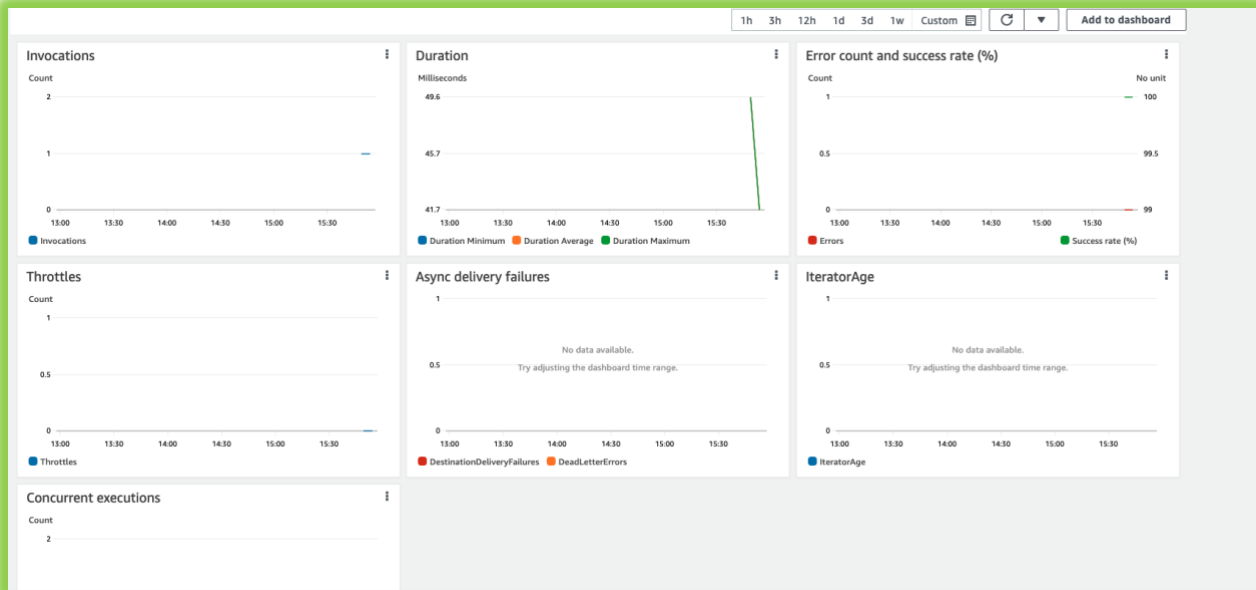 1h 3h 12h 1d 3d 1w Custom Add to dashboard
Invocations
Count
2
1
0
13:00 13:30 14:00 14:30 15:00 15:30
Invocations
Duration
Milliseconds
49.6
45.7
41.7
13:00 13:30 14:00 14:30 15:00 15:30
Duration Minimum Duration Average Duration Maximum
Error count and success rate (%)
Count No unit
1 100
0.5 99.5
0 99
13:00 13:30 14:00 14:30 15:00 15:30
Errors Success rate (%)
Throttles
Count
1
0.5
0
13:00 13:30 14:00 14:30 15:00 15:30
Throttles
Async delivery failures
1
No data available.
0.5 Try adjusting the dashboard time range.
0
13:00 13:30 14:00 14:30 15:00 15:30
DestinationDeliveryFailures DeadLetterErrors
IteratorAge
1
No data available.
0.5 Try adjusting the dashboard time range.
0
13:00 13:30 14:00 14:30 15:00 15:30
IteratorAge
Concurrent executions
Count
2